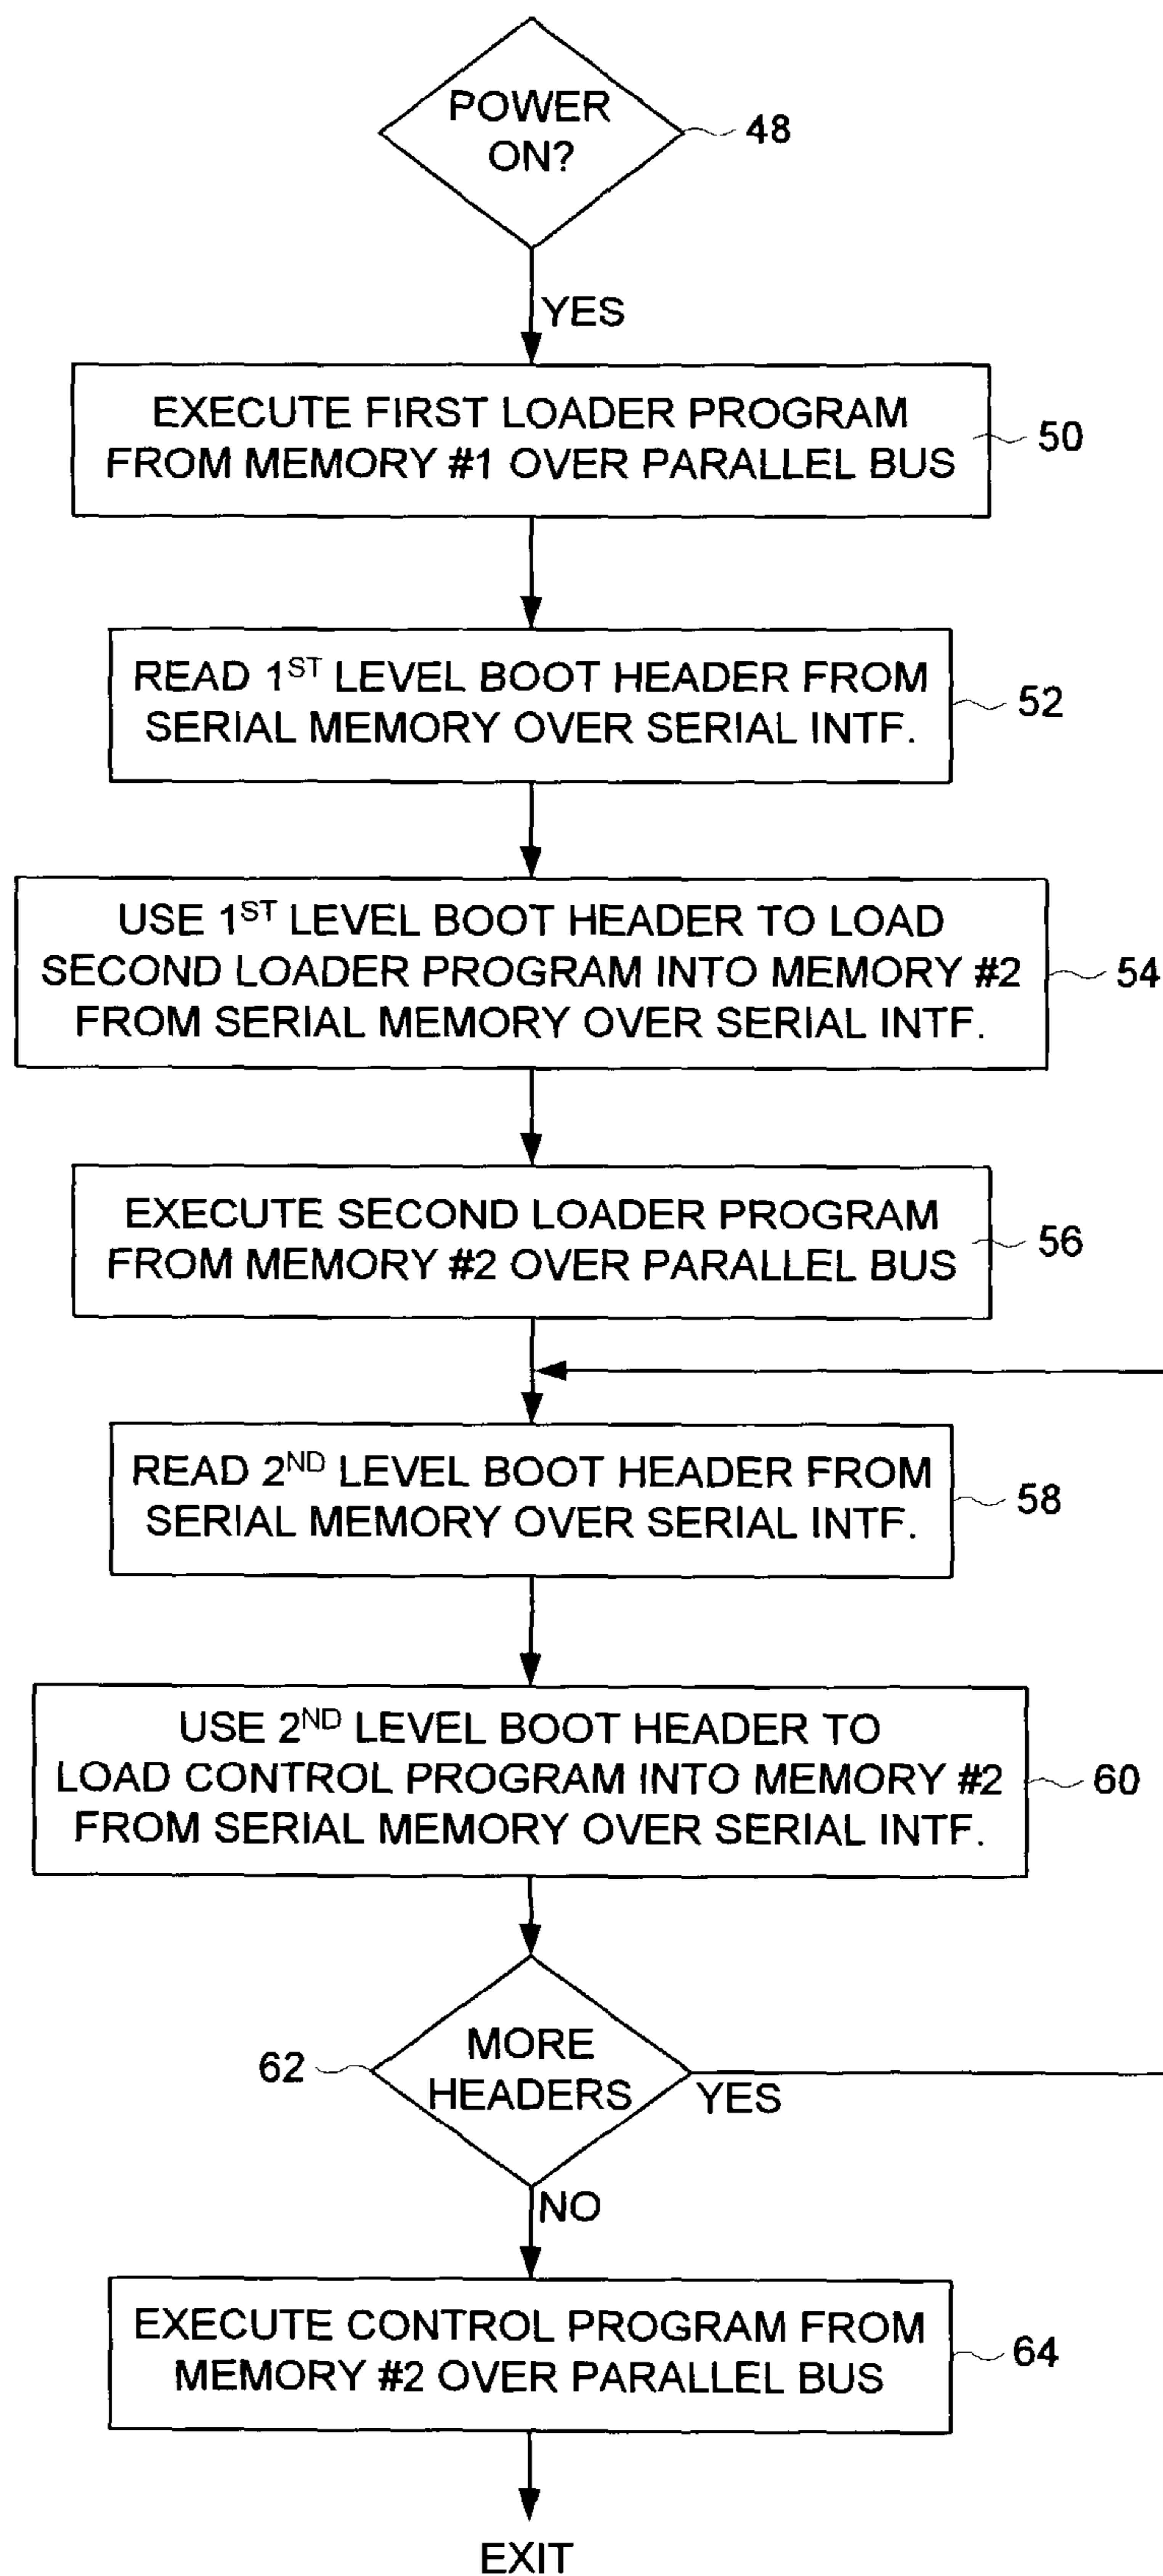 POWER
ON?
48
YES
EXECUTE FIRST LOADER PROGRAM
FROM MEMORY #1 OVER PARALLEL BUS
50
READ 1ST LEVEL BOOT HEADER FROM
SERIAL MEMORY OVER SERIAL INTF.
52
USE 1ST LEVEL BOOT HEADER TO LOAD
SECOND LOADER PROGRAM INTO MEMORY #2
FROM SERIAL MEMORY OVER SERIAL INTF.
54
EXECUTE SECOND LOADER PROGRAM
FROM MEMORY #2 OVER PARALLEL BUS
56
READ 2ND LEVEL BOOT HEADER FROM
SERIAL MEMORY OVER SERIAL INTF.
58
USE 2ND LEVEL BOOT HEADER TO
LOAD CONTROL PROGRAM INTO MEMORY #2
FROM SERIAL MEMORY OVER SERIAL INTF.
60
62
MORE
HEADERS
YES
NO
EXECUTE CONTROL PROGRAM FROM
MEMORY #2 OVER PARALLEL BUS
64
EXIT